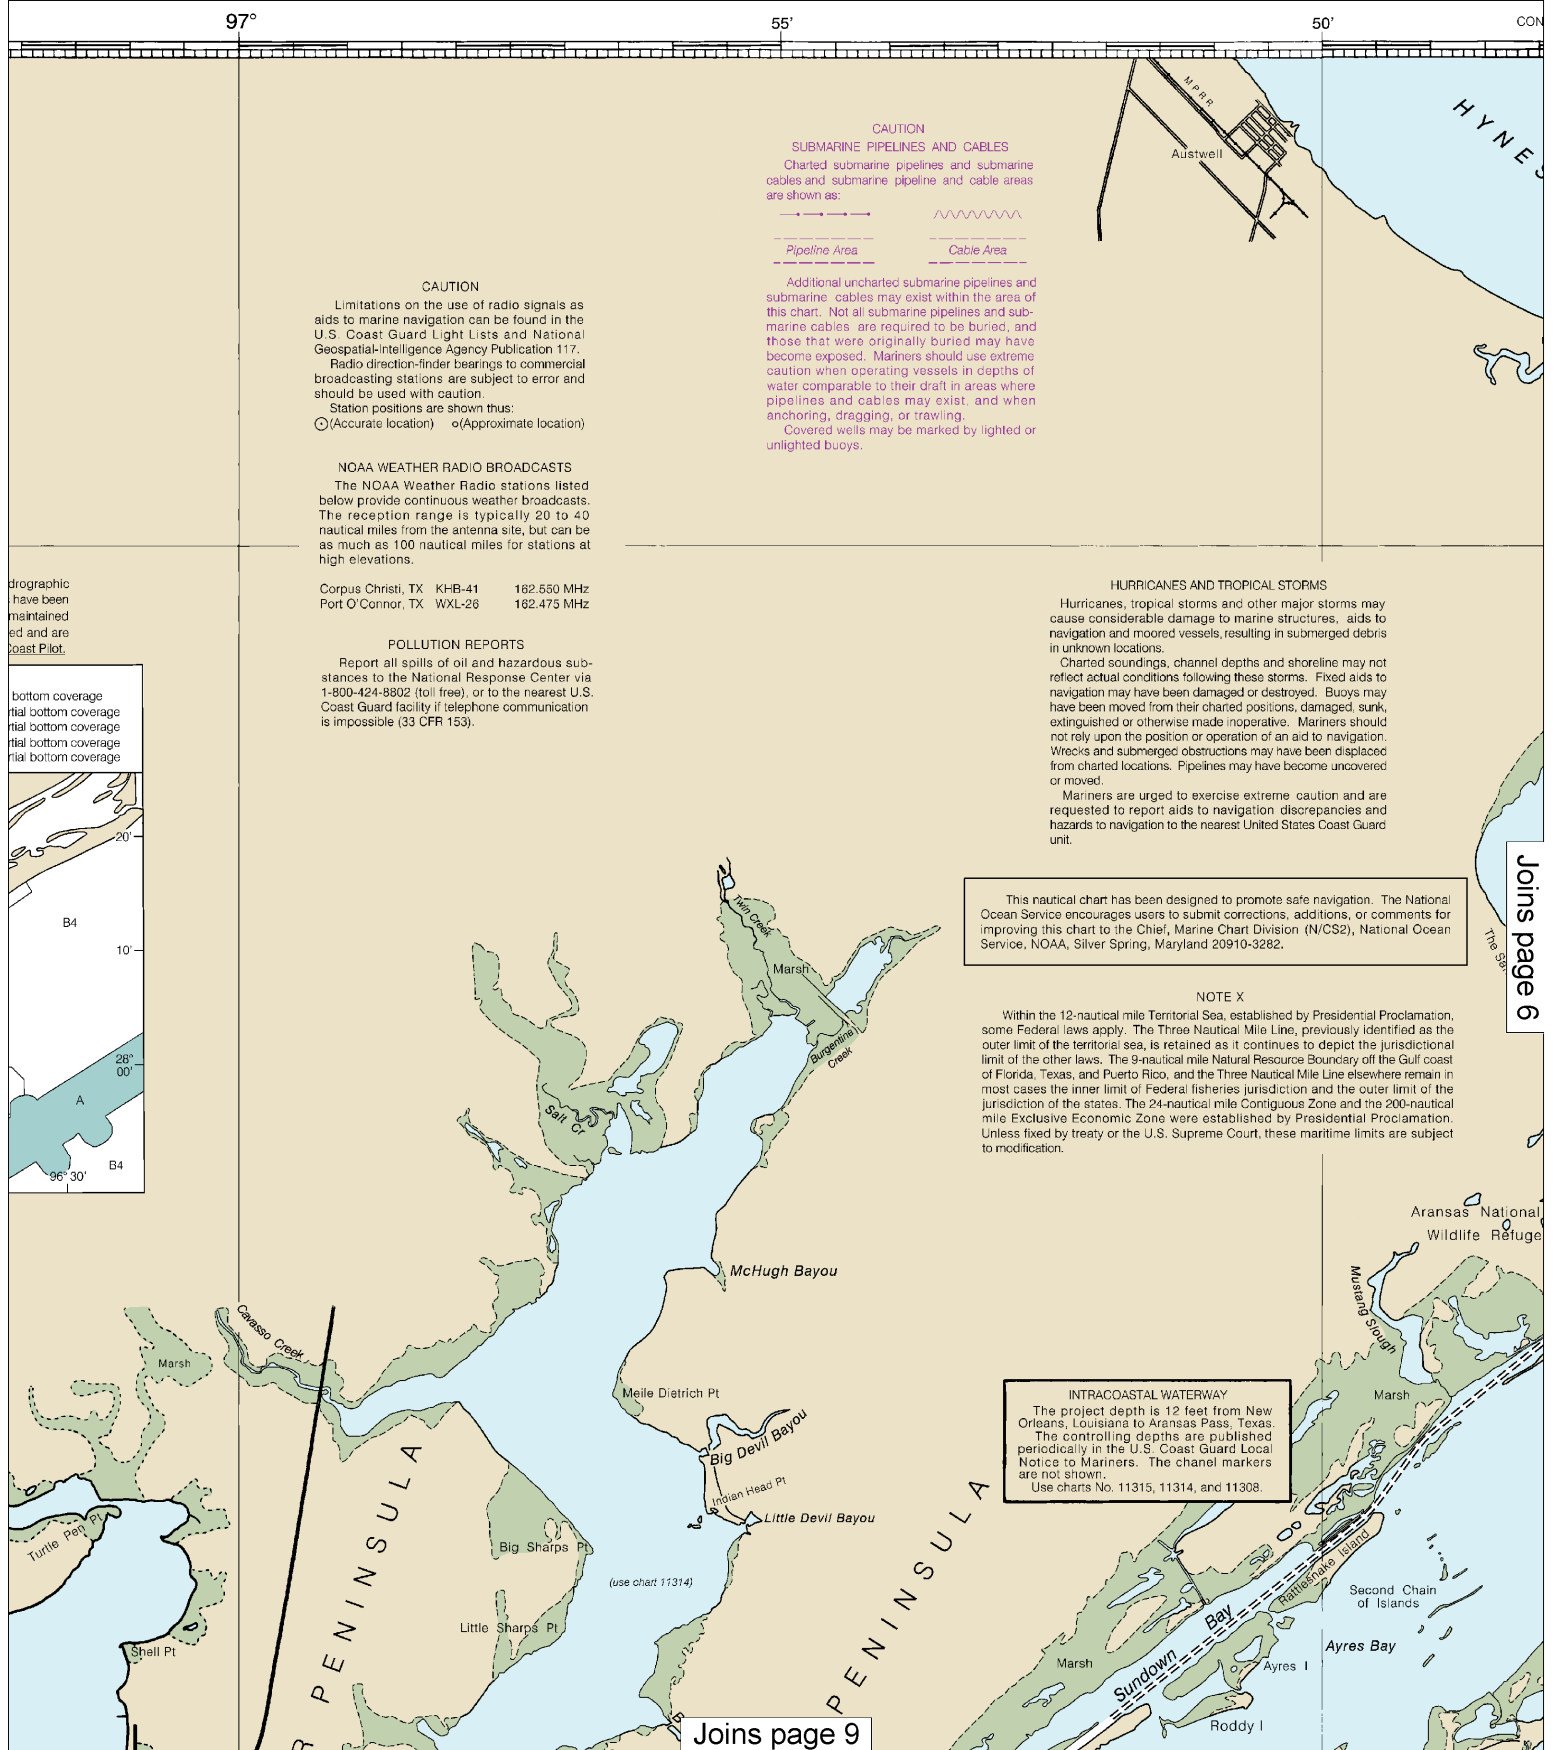 97°
55'
50'
CON
HYNES
MPRR
Austwell
CAUTION
SUBMARINE PIPELINES AND CABLES
Charted submarine pipelines and submarine
cables and submarine pipeline and cable areas
are shown as:
Pipeline Area
Cable Area
Additional uncharted submarine pipelines and
submarine cables may exist within the area of
this chart. Not all submarine pipelines and sub-
marine cables are required to be buried, and
those that were originally buried may have
become exposed. Mariners should use extreme
caution when operating vessels in depths of
water comparable to their draft in areas where
pipelines and cables may exist, and when
anchoring, dragging, or trawling.
Covered wells may be marked by lighted or
unlighted buoys.
CAUTION
Limitations on the use of radio signals as
aids to marine navigation can be found in the
U.S. Coast Guard Light Lists and National
Geospatial-Intelligence Agency Publication 117.
Radio direction-finder bearings to commercial
broadcasting stations are subject to error and
should be used with caution.
Station positions are shown thus:
(Accurate location) o(Approximate location)
NOAA WEATHER RADIO BROADCASTS
The NOAA Weather Radio stations listed
below provide continuous weather broadcasts.
The reception range is typically 20 to 40
nautical miles from the antenna site, but can be
as much as 100 nautical miles for stations at
high elevations.
Corpus Christi, TX KHB-41 162.550 MHz
Port O'Connor, TX WXL-26 162.475 MHz
POLLUTION REPORTS
Report all spills of oil and hazardous sub-
stances to the National Response Center via
1-800-424-8802 (toll free), or to the nearest U.S.
Coast Guard facility if telephone communication
is impossible (33 CFR 153).
drographic
have been
maintained
ed and are
Coast Pilot.
bottom coverage
rtial bottom coverage
rtial bottom coverage
rtial bottom coverage
rtial bottom coverage
20'
B4
10'
28°
00'
A
B4
96° 30'
HURRICANES AND TROPICAL STORMS
Hurricanes, tropical storms and other major storms may
cause considerable damage to marine structures, aids to
navigation and moored vessels, resulting in submerged debris
in unknown locations.
Charted soundings, channel depths and shoreline may not
reflect actual conditions following these storms. Fixed aids to
navigation may have been damaged or destroyed. Buoys may
have been moved from their charted positions, damaged, sunk,
extinguished or otherwise made inoperative. Mariners should
not rely upon the position or operation of an aid to navigation.
Wrecks and submerged obstructions may have been displaced
from charted locations. Pipelines may have become uncovered
or moved.
Mariners are urged to exercise extreme caution and are
requested to report aids to navigation discrepancies and
hazards to navigation to the nearest United States Coast Guard
unit.
Joins page 6
The Sa
This nautical chart has been designed to promote safe navigation. The National
Ocean Service encourages users to submit corrections, additions, or comments for
improving this chart to the Chief, Marine Chart Division (N/CS2), National Ocean
Service, NOAA, Silver Spring, Maryland 20910-3282.
NOTE X
Within the 12-nautical mile Territorial Sea, established by Presidential Proclamation,
some Federal laws apply. The Three Nautical Mile Line, previously identified as the
outer limit of the territorial sea, is retained as it continues to depict the jurisdictional
limit of the other laws. The 9-nautical mile Natural Resource Boundary off the Gulf coast
of Florida, Texas, and Puerto Rico, and the Three Nautical Mile Line elsewhere remain in
most cases the inner limit of Federal fisheries jurisdiction and the outer limit of the
jurisdiction of the states. The 24-nautical mile Contiguous Zone and the 200-nautical
mile Exclusive Economic Zone were established by Presidential Proclamation.
Unless fixed by treaty or the U.S. Supreme Court, these maritime limits are subject
to modification.
Twin Creek
Marsh
Burgentine
Creek
Salt Cr
McHugh Bayou
Aransas National
Wildlife Refuge
Mustang Slough
Marsh
Cavasso Creek
Marsh
Meile Dietrich Pt
Big Devil Bayou
Indian Head Pt
Little Devil Bayou
INTRACOASTAL WATERWAY
The project depth is 12 feet from New
Orleans, Louisiana to Aransas Pass, Texas.
The controlling depths are published
periodically in the U.S. Coast Guard Local
Notice to Mariners. The chanel markers
are not shown.
Use charts No. 11315, 11314, and 11308.
Turtle Pen Pt
Big Sharps Pt
(use chart 11314)
Little Sharps Pt
Shell Pt
R PENINSULA
PENINSULA
Rattlesnake Island
Second Chain
of Islands
Ayres Bay
Sundown Bay
Marsh
Ayres I
Roddy I
B
Joins page 9